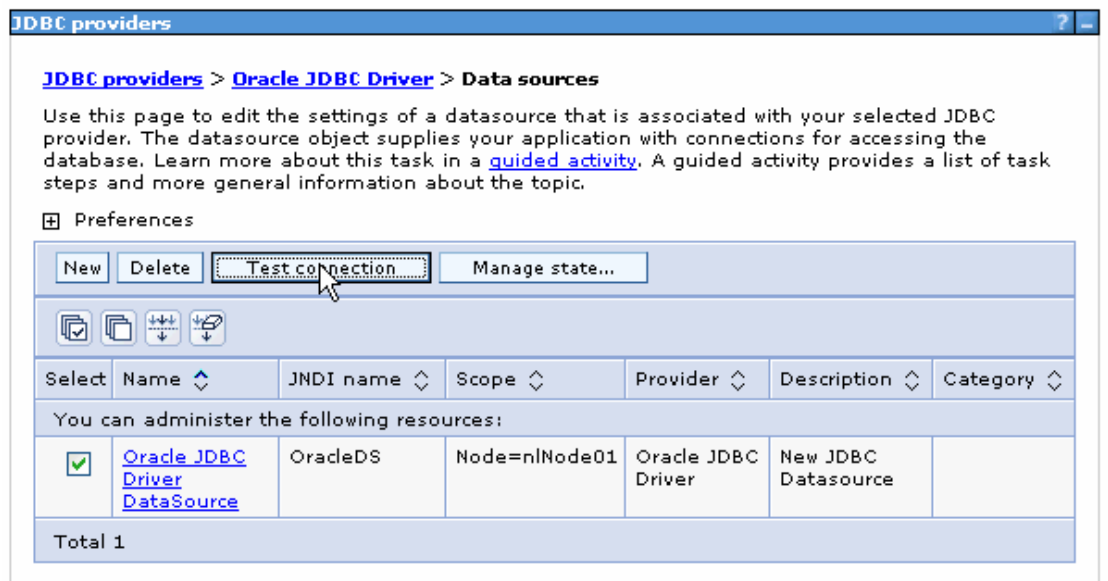 JDBC providers ? _
JDBC providers > Oracle JDBC Driver > Data sources
Use this page to edit the settings of a datasource that is associated with your selected JDBC
provider. The datasource object supplies your application with connections for accessing the
database. Learn more about this task in a guided activity. A guided activity provides a list of task
steps and more general information about the topic.
Preferences
New Delete Test connection Manage state...
Select Name JNDI name Scope Provider Description Category
You can administer the following resources:
Oracle JDBC OracleDS Node=nlNode01 Oracle JDBC New JDBC
Driver Driver Datasource
DataSource
Total 1